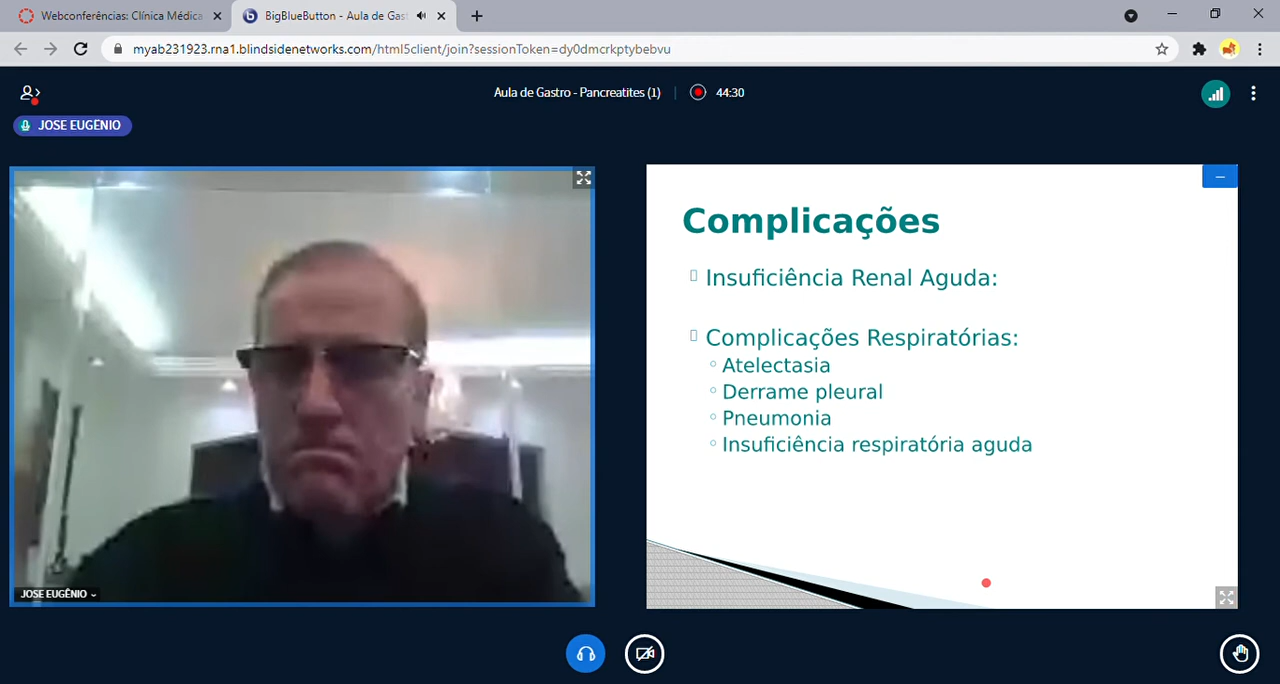 Webconferências: Clínica Médica
BigBlueButton - Aula de Gas
myab231923.rna1.blindsidenetworks.com/html5client/join?sessionToken=dy0dmcrkptybebvu
Aula de Gastro - Pancreatites (1)
44:30
JOSE EUGÊNIO
Complicações
Insuficiência Renal Aguda:
Complicações Respiratórias:
Atelectasia
Derrame pleural
Pneumonia
Insuficiência respiratória aguda
JOSE EUGÊNIO